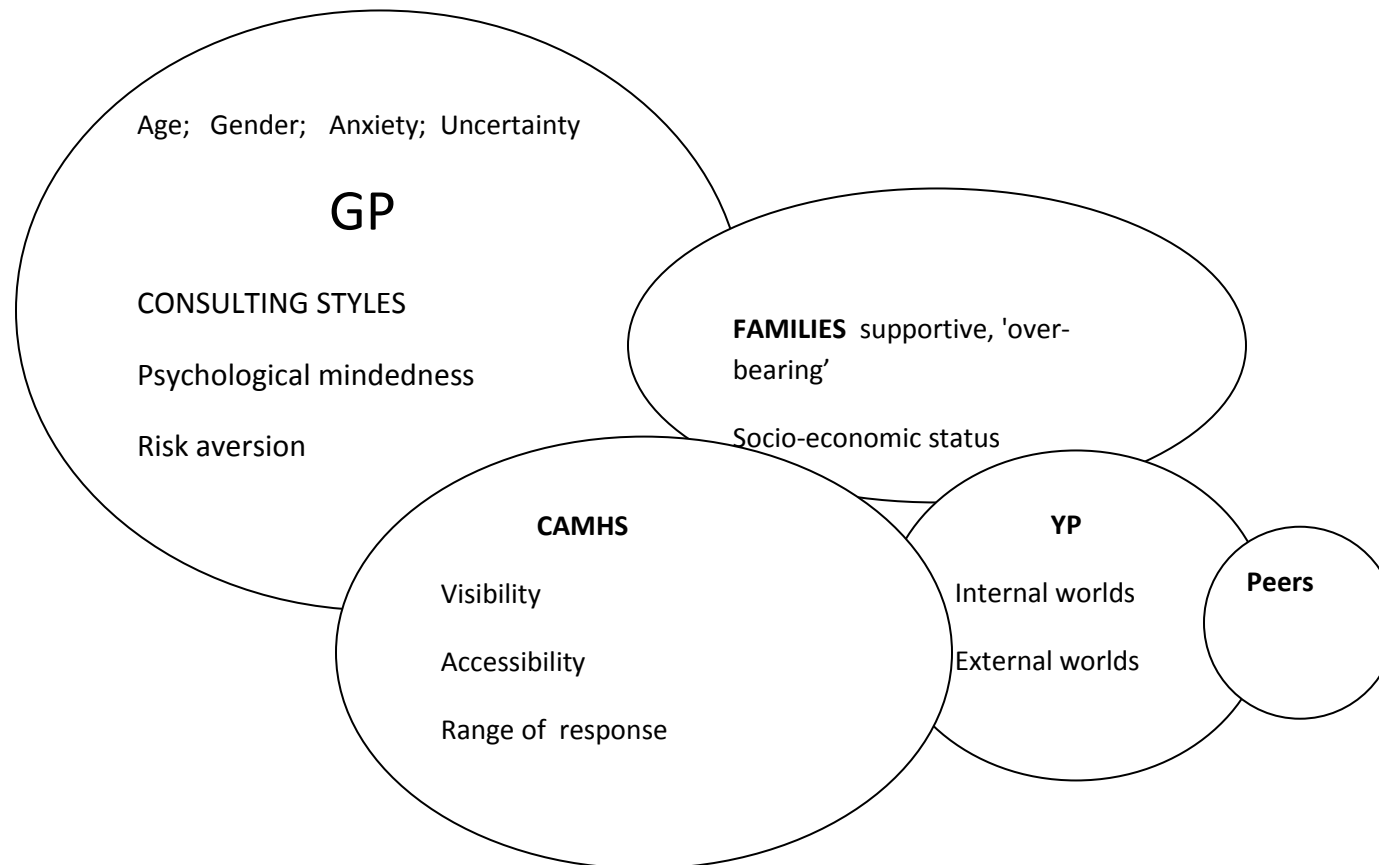 Age; Gender; Anxiety; Uncertainty
GP
CONSULTING STYLES
Psychological mindedness
Risk aversion
FAMILIES supportive, 'over-
bearing’
Socio-economic status
CAMHS
Visibility
Accessibility
Range of response
YP
Internal worlds
External worlds
Peers